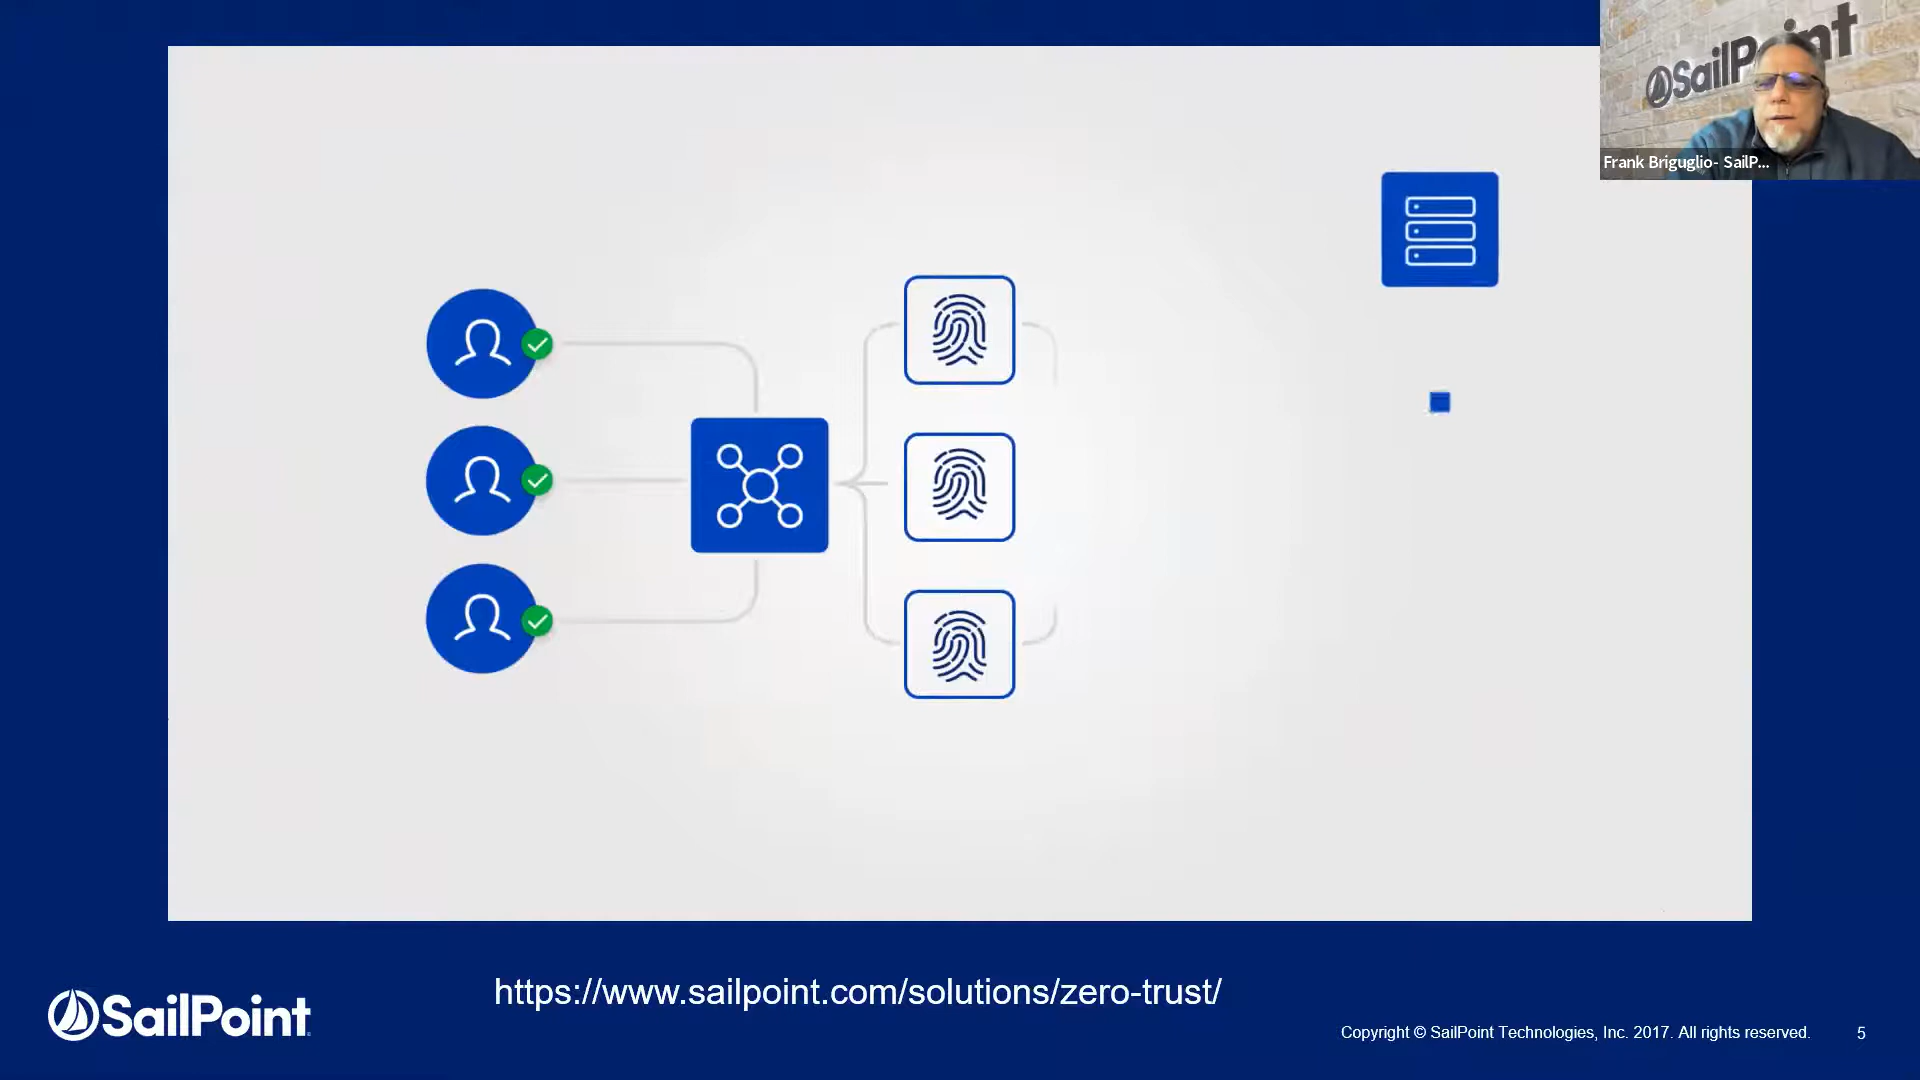 SailPoint
Frank Briguglio- SailP...
https://www.sailpoint.com/solutions/zero-trust/
SailPoint
Copyright © SailPoint Technologies, Inc. 2017. All rights reserved.
5